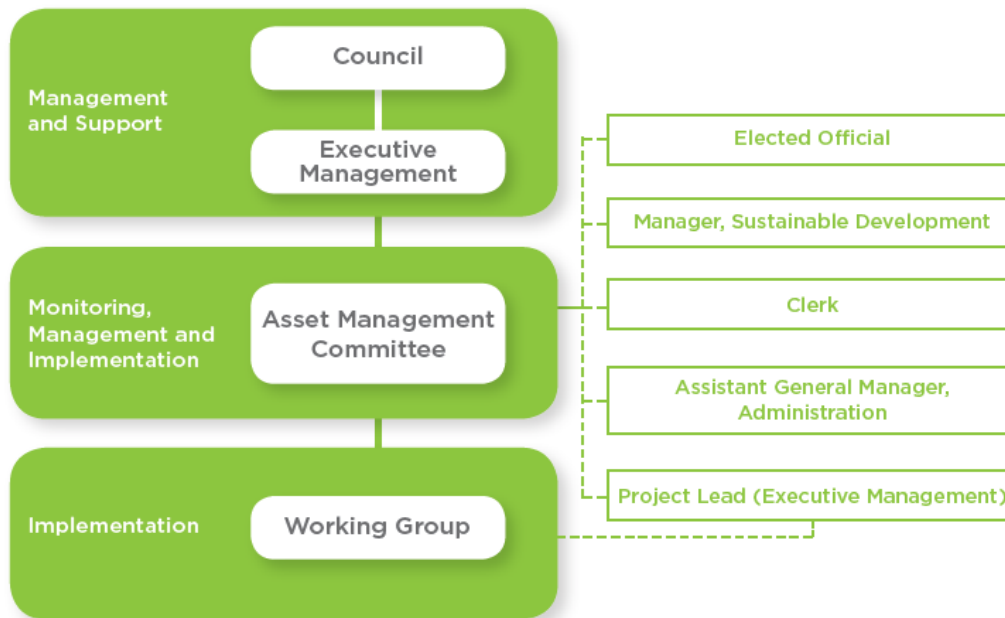 Management
and Support
Council
Executive
Management
Monitoring,
Management and
Implementation
Asset Management
Committee
Implementation
Working Group
Elected Official
Manager, Sustainable Development
Clerk
Assistant General Manager,
Administration
Project Lead (Executive Management)